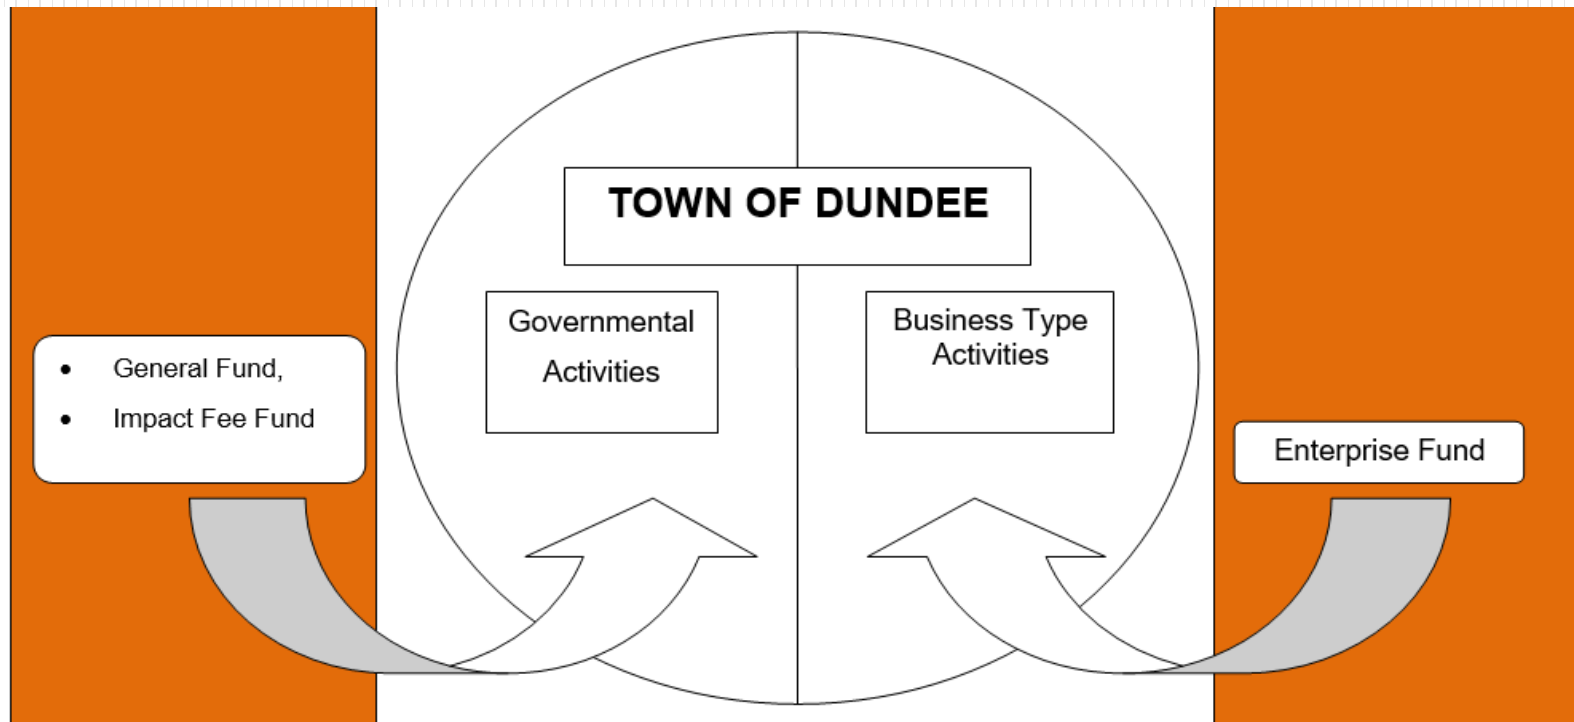 TOWN OF DUNDEE
Governmental
Activities
Business Type
Activities
• General Fund,
• Impact Fee Fund
Enterprise Fund